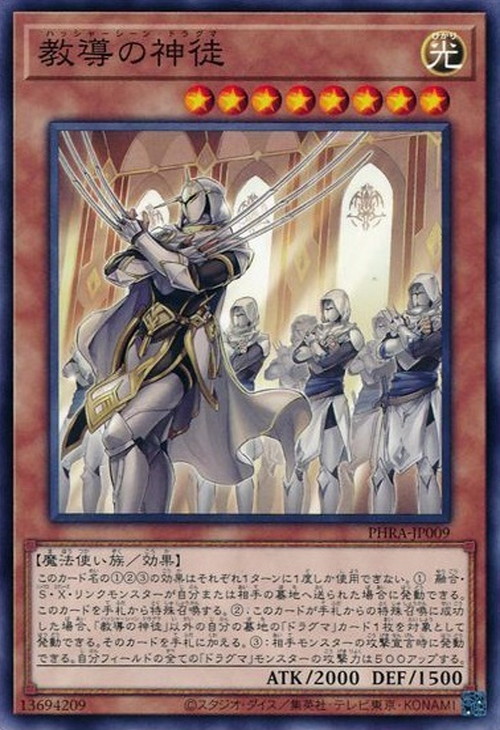 ハッシャーシーン ドラグマ
教導の神徒
ひかり
光
PHRA-JP009
【魔法使い族／効果】
このカード名の①②③の効果はそれぞれ1ターンに1度しか使用できない。①：融合・
S・X・リンクモンスターが自分または相手の墓地へ送られた場合に発動できる。
このカードを手札から特殊召喚する。②：このカードが手札からの特殊召喚に成功
した場合、「教導の神徒」以外の自分の墓地の「ドラグマ」カード1枚を対象として
発動できる。そのカードを手札に加える。③：相手モンスターの攻撃宣言時に発動
できる。自分フィールドの全ての「ドラグマ」モンスターの攻撃力は500アップする。
ATK/2000 DEF/1500
13694209
©スタジオ・ダイス/集英社・テレビ東京・KONAMI